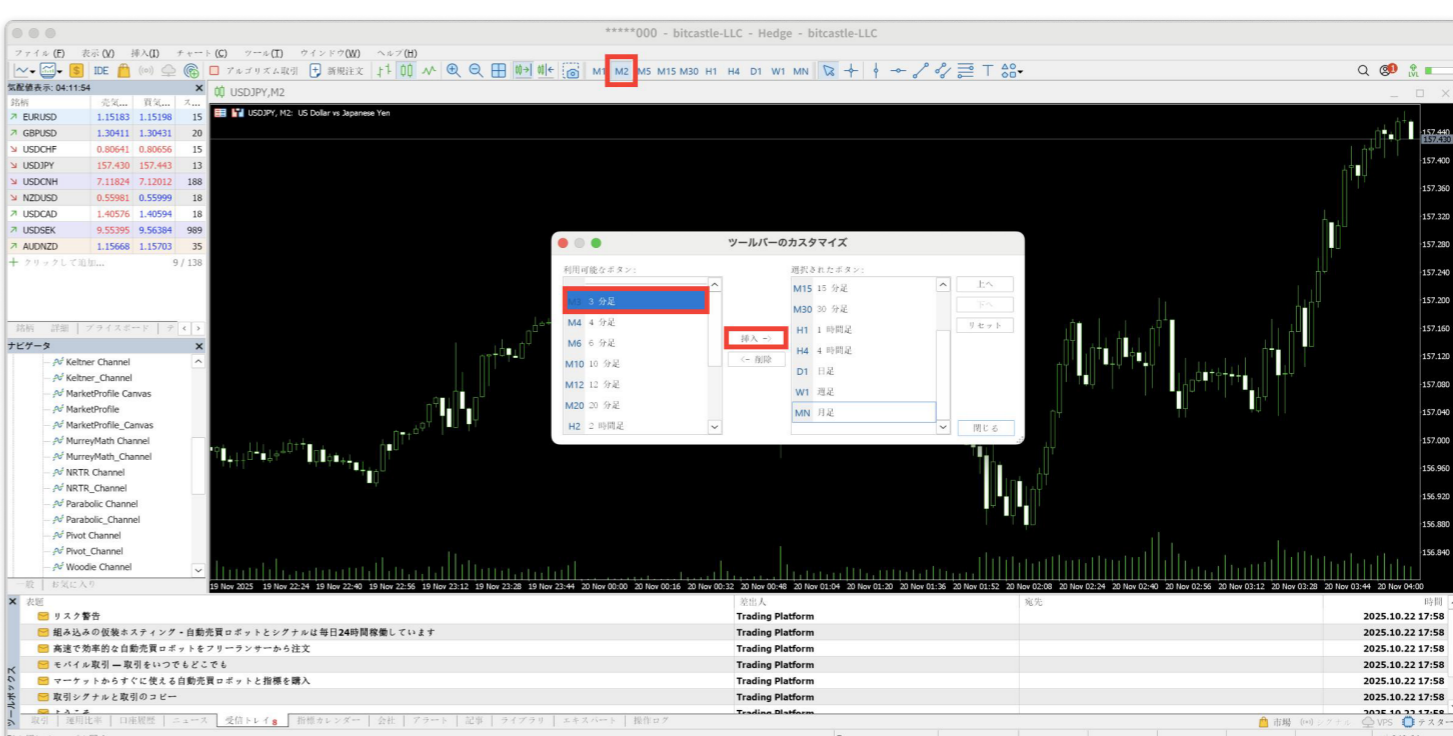 *****000 - bitcastle-LLC - Hedge - bitcastle-LLC
ファイル(F) 表示(V) 挿入(I) チャート(C) ツール(T) ウインドウ(W) ヘルプ(H)
IDE アルゴリズム取引 新規注文 M1 M2 M5 M15 M30 H1 H4 D1 W1 MN
気配値表示: 04:11:54
USDJPY,M2
銘柄 売気... 買気... ス...
EURUSD 1.15183 1.15198 15
GBPUSD 1.30411 1.30431 20
USDCHF 0.80641 0.80656 15
USDJPY 157.430 157.443 13
USDCNH 7.11824 7.12012 188
NZDUSD 0.55981 0.55999 18
USDCAD 1.40576 1.40594 18
USDSEK 9.55395 9.56384 989
AUDNZD 1.15668 1.15703 35
クリックして追加... 9 / 138
銘柄 詳細 プライスボード
ナビゲータ
Keltner Channel
Keltner_Channel
MarketProfile Canvas
MarketProfile
MarketProfile_Canvas
MurreyMath Channel
MurreyMath_Channel
NRTR Channel
NRTR_Channel
Parabolic Channel
Parabolic_Channel
Pivot Channel
Pivot_Channel
Woodie Channel
一般 お気に入り
USDJPY, M2: US Dollar vs Japanese Yen
157.440
157.430
157.400
157.360
157.320
157.280
157.240
157.200
157.160
157.120
157.080
157.040
157.000
156.960
156.920
156.880
156.840
19 Nov 2025 19 Nov 22:24 19 Nov 22:40 19 Nov 22:56 19 Nov 23:12 19 Nov 23:28 19 Nov 23:44 20 Nov 00:00 20 Nov 00:16 20 Nov 00:32 20 Nov 00:48 20 Nov 01:04 20 Nov 01:20 20 Nov 01:36 20 Nov 01:52 20 Nov 02:08 20 Nov 02:24 20 Nov 02:40 20 Nov 02:56 20 Nov 03:12 20 Nov 03:28 20 Nov 03:44 20 Nov 04:00
ツールバーのカスタマイズ
利用可能なボタン:
M3 3 分足
M4 4 分足
M6 6 分足
M10 10 分足
M12 12 分足
M20 20 分足
H2 2 時間足
挿入 ->
<- 削除
選択されたボタン:
M15 15 分足
M30 30 分足
H1 1 時間足
H4 4 時間足
D1 日足
W1 週足
MN 月足
上へ
下へ
リセット
閉じる
表題 差出人 宛先 時間
リスク警告 Trading Platform 2025.10.22 17:58
組み込みの仮装ホスティング - 自動売買ロボットとシグナルは毎日24時間稼働しています Trading Platform 2025.10.22 17:58
高速で効率的な自動売買ロボットをフリーランサーから注文 Trading Platform 2025.10.22 17:58
モバイル取引 — 取引をいつでもどこでも Trading Platform 2025.10.22 17:58
マーケットからすぐに使える自動売買ロボットと指標を購入 Trading Platform 2025.10.22 17:58
取引シグナルと取引のコピー Trading Platform 2025.10.22 17:58
ようこそ Trading Platform 2025.10.22 17:58
ツールボックス
取引 運用比率 口座履歴 ニュース 受信トレイ8 指標カレンダー 会社 アラート 記事 ライブラリ エキスパート 操作ログ
市場 シグナル VPS テスター